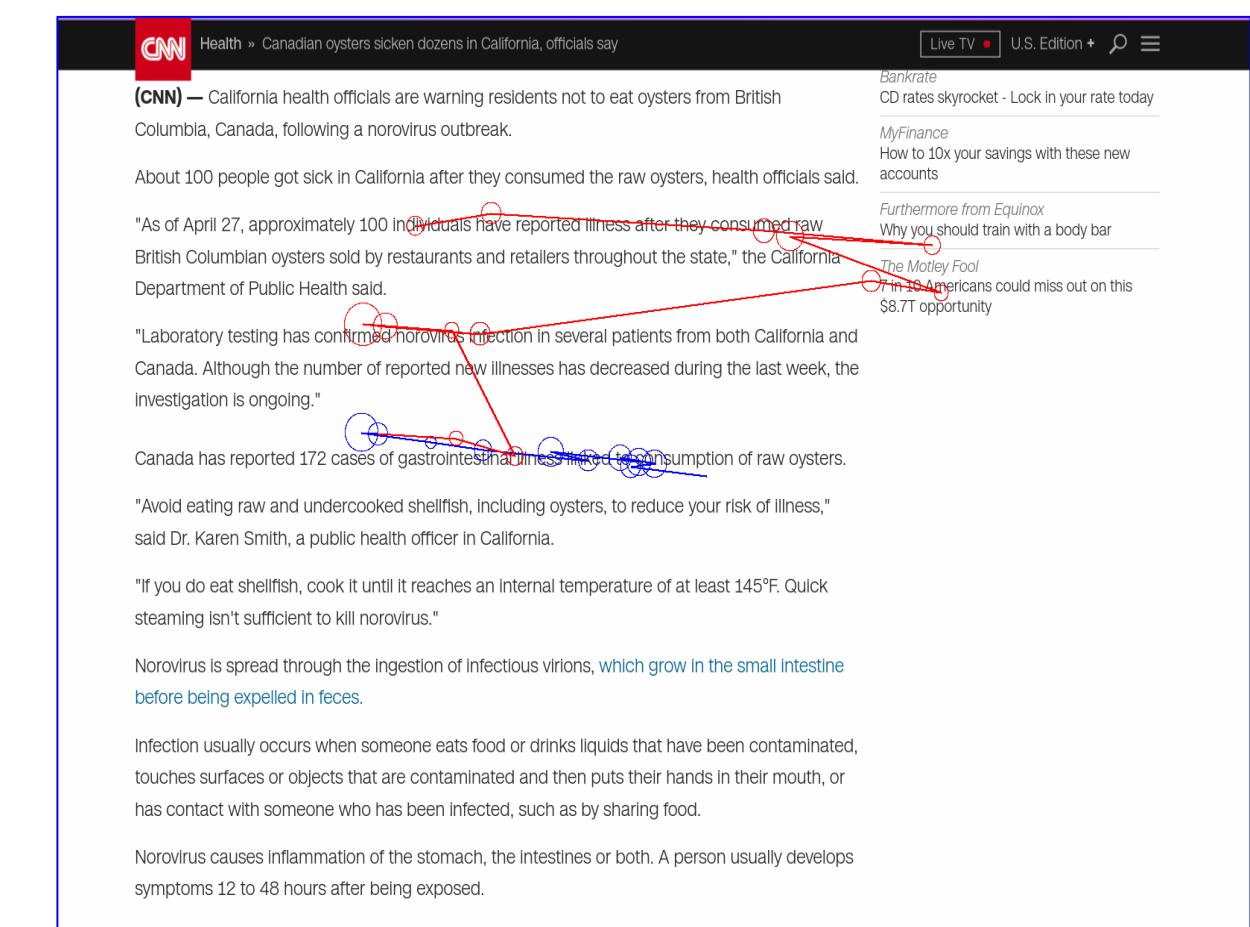 CNN Health » Canadian oysters sicken dozens in California, officials say Live TV U.S. Edition +
(CNN) — California health officials are warning residents not to eat oysters from British
Columbia, Canada, following a norovirus outbreak.
About 100 people got sick in California after they consumed the raw oysters, health officials said.
"As of April 27, approximately 100 individuals have reported illness after they consumed raw
British Columbian oysters sold by restaurants and retailers throughout the state," the California
Department of Public Health said.
"Laboratory testing has confirmed norovirus infection in several patients from both California and
Canada. Although the number of reported new illnesses has decreased during the last week, the
investigation is ongoing."
Canada has reported 172 cases of gastrointestinal illness linked to consumption of raw oysters.
"Avoid eating raw and undercooked shellfish, including oysters, to reduce your risk of illness,"
said Dr. Karen Smith, a public health officer in California.
"If you do eat shellfish, cook it until it reaches an internal temperature of at least 145°F. Quick
steaming isn't sufficient to kill norovirus."
Norovirus is spread through the ingestion of infectious virions, which grow in the small intestine
before being expelled in feces.
Infection usually occurs when someone eats food or drinks liquids that have been contaminated,
touches surfaces or objects that are contaminated and then puts their hands in their mouth, or
has contact with someone who has been infected, such as by sharing food.
Norovirus causes inflammation of the stomach, the intestines or both. A person usually develops
symptoms 12 to 48 hours after being exposed.
Bankrate
CD rates skyrocket - Lock in your rate today
MyFinance
How to 10x your savings with these new
accounts
Furthermore from Equinox
Why you should train with a body bar
The Motley Fool
7 in 10 Americans could miss out on this
$8.7T opportunity